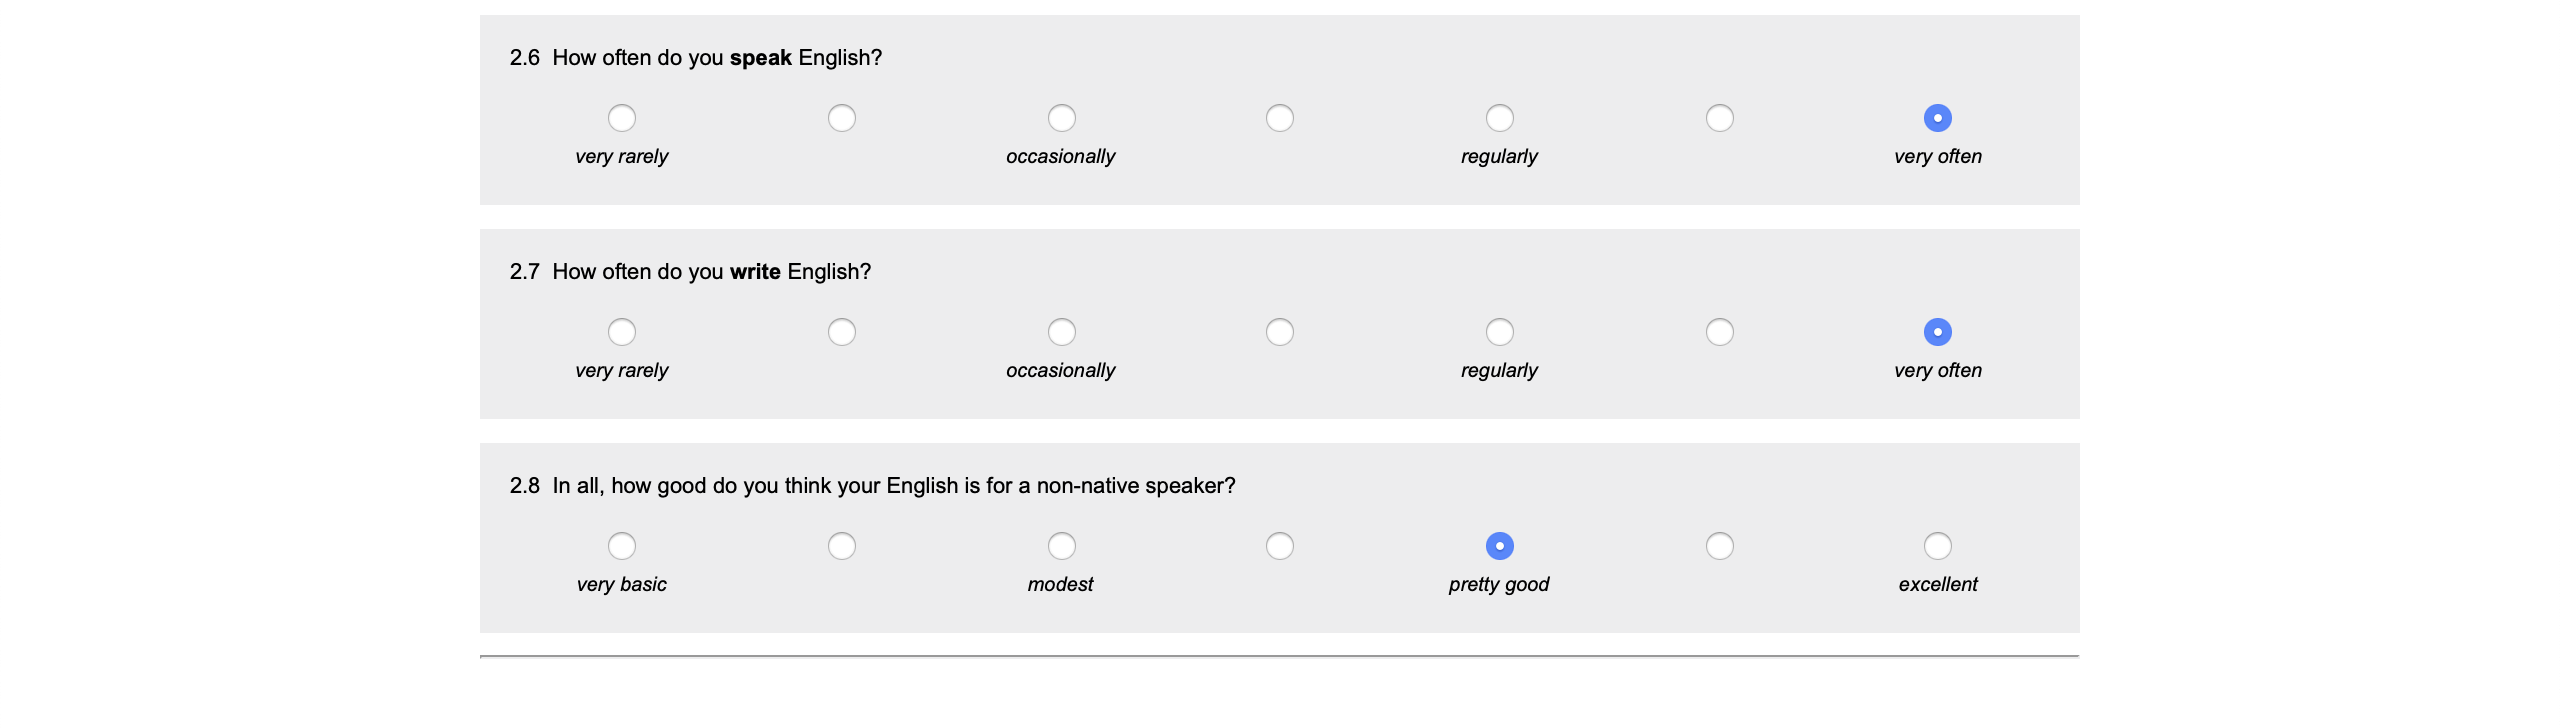 2.6 How often do you speak English?
very rarely occasionally regularly very often
2.7 How often do you write English?
very rarely occasionally regularly very often
2.8 In all, how good do you think your English is for a non-native speaker?
very basic modest pretty good excellent